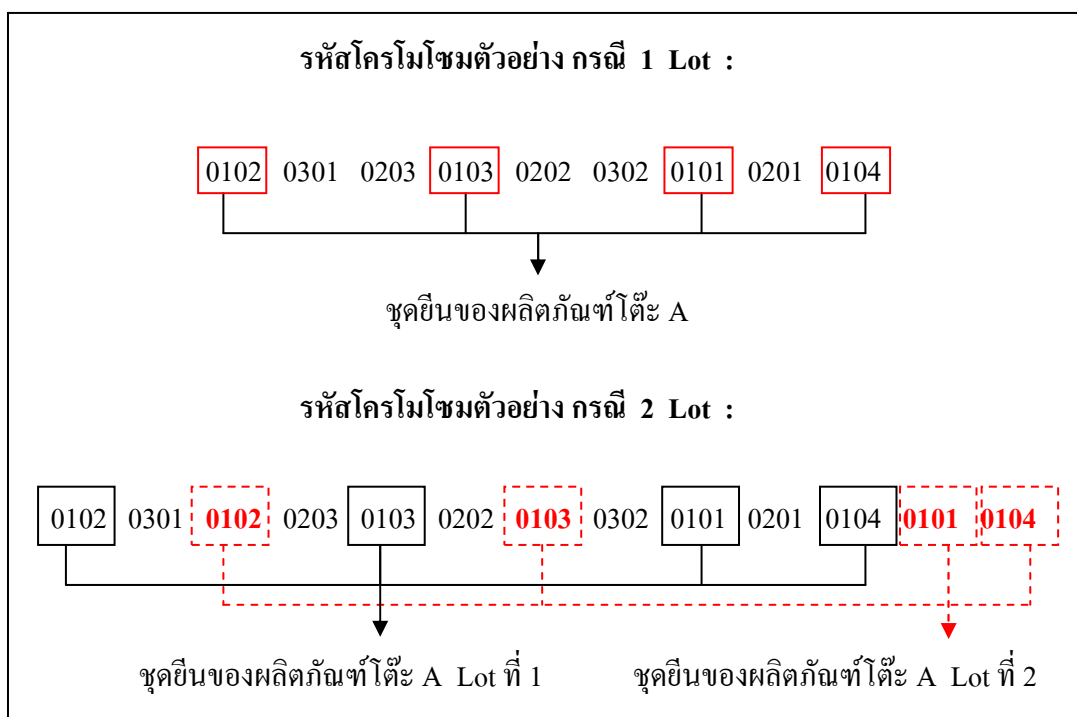 รหัสโครโมโซมตัวอย่าง กรณี 1 Lot :
0102 0301 0203 0103 0202 0302 0101 0201 0104
ชุดยีนของผลิตภัณฑ์โต๊ะ A
รหัสโครโมโซมตัวอย่าง กรณี 2 Lot :
0102 0301 0102 0203 0103 0202 0103 0302 0101 0201 0104 0101 0104
ชุดยีนของผลิตภัณฑ์โต๊ะ A Lot ที่ 1 ชุดยีนของผลิตภัณฑ์โต๊ะ A Lot ที่ 2